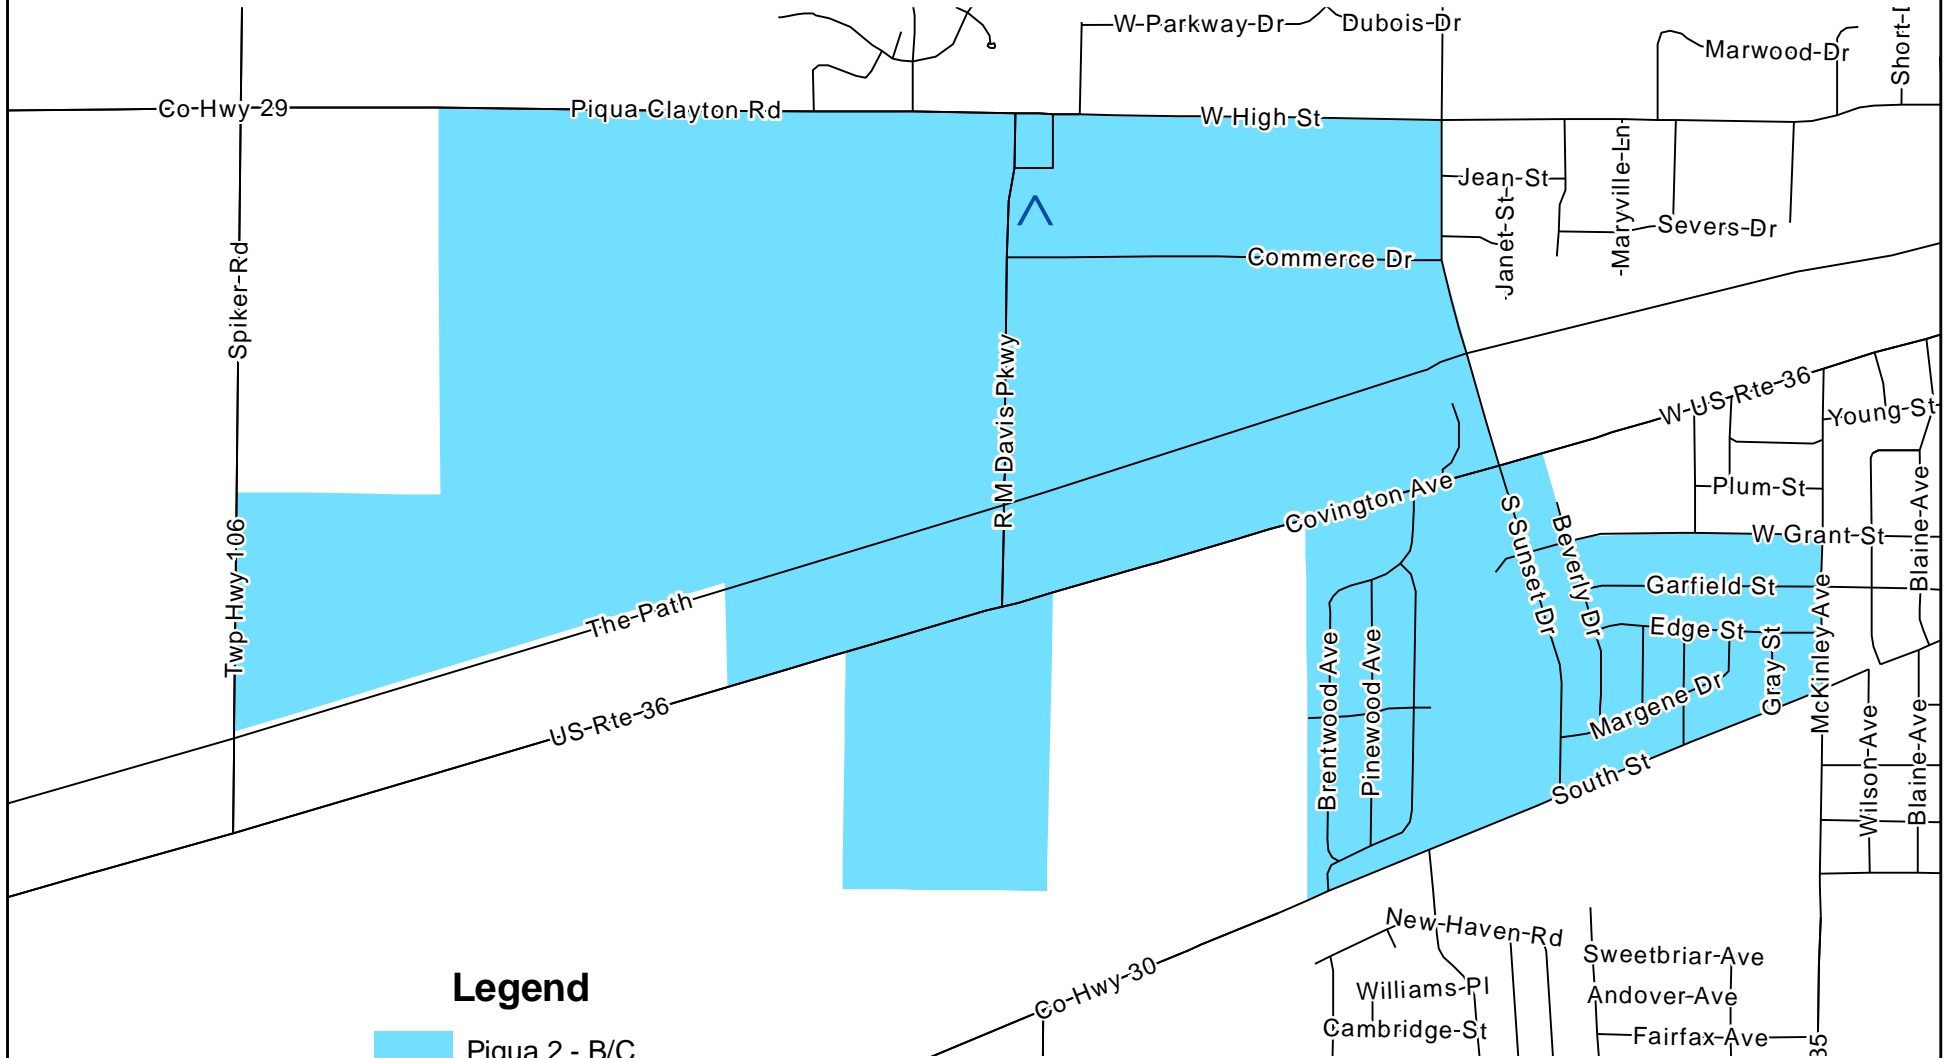 W-Parkway-Dr
Dubois-Dr
Marwood-Dr
Co-Hwy-29
Piqua-Clayton-Rd
W-High-St
Jean-St
Janet-St
Maryville-Ln
Severs-Dr
Spiker-Rd
Commerce Dr
R-M-Davis-Pkwy
W-US-Rte-36
Young-St
Plum-St
Blaine-Ave
Covington Ave
S Sunset-Dr
Beverly-Dr
W-Grant-St
Garfield St
Edge-St
Gray-St
McKinley-Ave
Twp-Hwy-106
The-Path
US-Rte-36
Brentwood-Ave
Pinewood-Ave
Margene-Dr
South-St
Wilson-Ave
Blaine-Ave
New-Haven-Rd
Sweetbriar-Ave
Williams-Pl
Andover-Ave
Cambridge-St
Fairfax-Ave
Co-Hwy-30
Legend
Piqua 2 - B/C